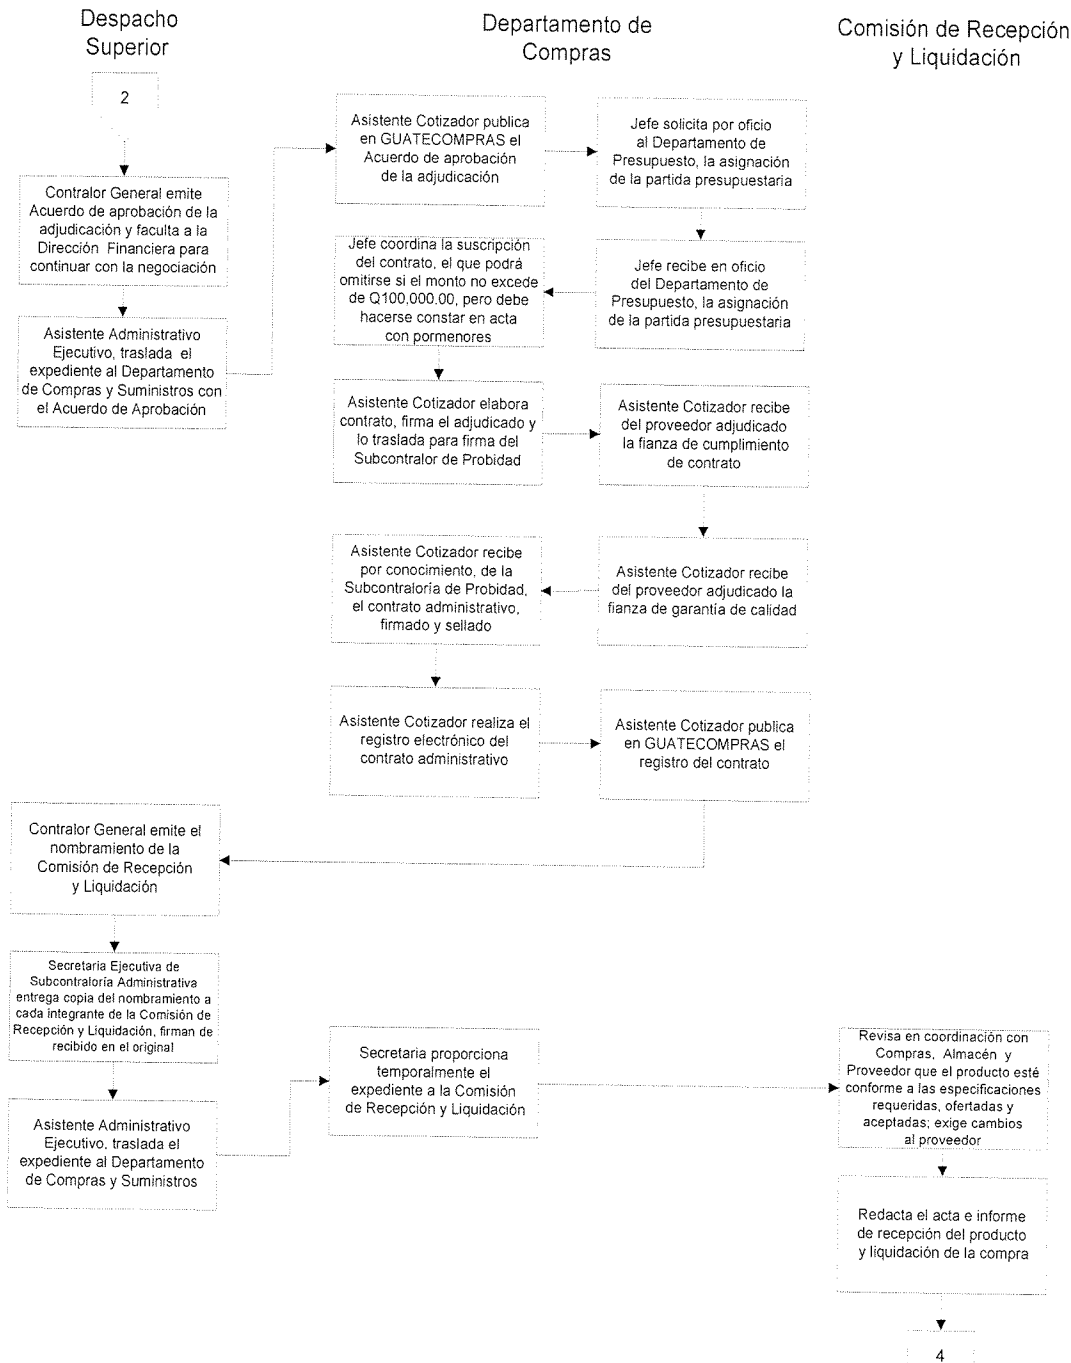 Despacho
Superior
Departamento de
Compras
Comisión de Recepción
y Liquidación
2
Contralor General emite
Acuerdo de aprobación de la
adjudicación y faculta a la
Dirección Financiera para
continuar con la negociación
Asistente Administrativo
Ejecutivo, traslada el
expediente al Departamento
de Compras y Suministros con
el Acuerdo de Aprobación
Asistente Cotizador publica
en GUATECOMPRAS el
Acuerdo de aprobación
de la adjudicación
Jefe solicita por oficio
al Departamento de
Presupuesto, la asignación
de la partida presupuestaria
Jefe recibe en oficio
del Departamento de
Presupuesto, la asignación
de la partida presupuestaria
Jefe coordina la suscripción
del contrato, el que podrá
omitirse si el monto no excede
de Q100,000.00, pero debe
hacerse constar en acta
con pormenores
Asistente Cotizador elabora
contrato, firma el adjudicado y
lo traslada para firma del
Subcontralor de Probidad
Asistente Cotizador recibe
del proveedor adjudicado
la fianza de cumplimiento
de contrato
Asistente Cotizador recibe
del proveedor adjudicado la
fianza de garantía de calidad
Asistente Cotizador recibe
por conocimiento, de la
Subcontraloría de Probidad,
el contrato administrativo,
firmado y sellado
Asistente Cotizador realiza el
registro electrónico del
contrato administrativo
Asistente Cotizador publica
en GUATECOMPRAS el
registro del contrato
Contralor General emite el
nombramiento de la
Comisión de Recepción
y Liquidación
Secretaria Ejecutiva de
Subcontraloría Administrativa
entrega copia del nombramiento a
cada integrante de la Comisión de
Recepción y Liquidación, firman de
recibido en el original
Asistente Administrativo
Ejecutivo, traslada el
expediente al Departamento
de Compras y Suministros
Secretaria proporciona
temporalmente el
expediente a la Comisión
de Recepción y Liquidación
Revisa en coordinación con
Compras, Almacén y
Proveedor que el producto esté
conforme a las especificaciones
requeridas, ofertadas y
aceptadas; exige cambios
al proveedor
Redacta el acta e informe
de recepción del producto
y liquidación de la compra
4